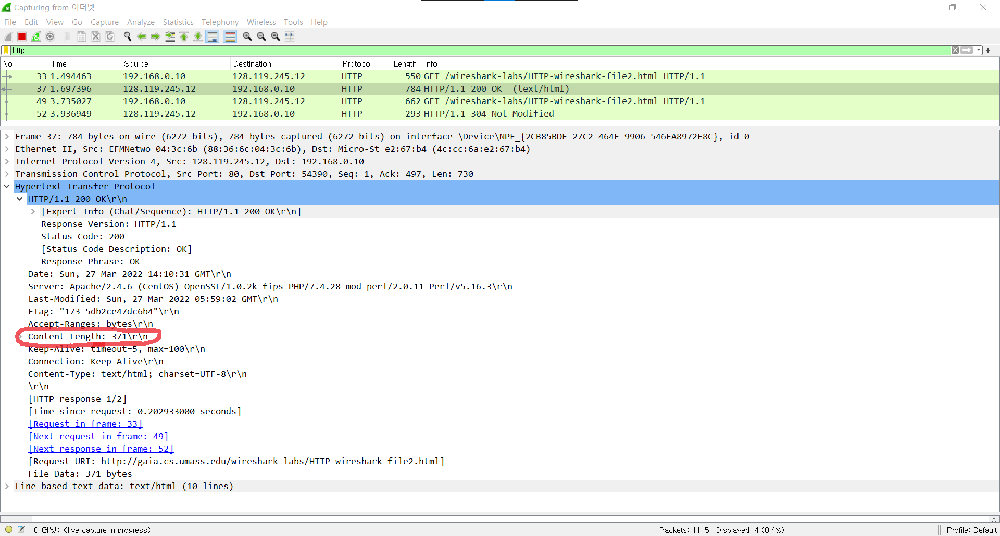 Capturing from 이더넷
File Edit View Go Capture Analyze Statistics Telephony Wireless Tools Help
http
No. Time Source Destination Protocol Length Info
33 1.494463 192.168.0.10 128.119.245.12 HTTP 550 GET /wireshark-labs/HTTP-wireshark-file2.html HTTP/1.1
37 1.697396 128.119.245.12 192.168.0.10 HTTP 784 HTTP/1.1 200 OK (text/html)
49 3.735027 192.168.0.10 128.119.245.12 HTTP 662 GET /wireshark-labs/HTTP-wireshark-file2.html HTTP/1.1
52 3.936949 128.119.245.12 192.168.0.10 HTTP 293 HTTP/1.1 304 Not Modified
Frame 37: 784 bytes on wire (6272 bits), 784 bytes captured (6272 bits) on interface \Device\NPF_{2CB85BDE-27C2-464E-9906-546EA8972F8C}, id 0
Ethernet II, Src: EFMNetwo_04:3c:6b (88:36:6c:04:3c:6b), Dst: Micro-St_e2:67:b4 (4c:cc:6a:e2:67:b4)
Internet Protocol Version 4, Src: 128.119.245.12, Dst: 192.168.0.10
Transmission Control Protocol, Src Port: 80, Dst Port: 54390, Seq: 1, Ack: 497, Len: 730
Hypertext Transfer Protocol
HTTP/1.1 200 OK\r\n
[Expert Info (Chat/Sequence): HTTP/1.1 200 OK\r\n]
Response Version: HTTP/1.1
Status Code: 200
[Status Code Description: OK]
Response Phrase: OK
Date: Sun, 27 Mar 2022 14:10:31 GMT\r\n
Server: Apache/2.4.6 (CentOS) OpenSSL/1.0.2k-fips PHP/7.4.28 mod_perl/2.0.11 Perl/v5.16.3\r\n
Last-Modified: Sun, 27 Mar 2022 05:59:02 GMT\r\n
ETag: "173-5db2ce47dc6b4"\r\n
Accept-Ranges: bytes\r\n
Content-Length: 371\r\n
Keep-Alive: timeout=5, max=100\r\n
Connection: Keep-Alive\r\n
Content-Type: text/html; charset=UTF-8\r\n
\r\n
[HTTP response 1/2]
[Time since request: 0.202933000 seconds]
[Request in frame: 33]
[Next request in frame: 49]
[Next response in frame: 52]
[Request URI: http://gaia.cs.umass.edu/wireshark-labs/HTTP-wireshark-file2.html]
File Data: 371 bytes
Line-based text data: text/html (10 lines)
이더넷: <live capture in progress> Packets: 1115 · Displayed: 4 (0.4%) Profile: Default